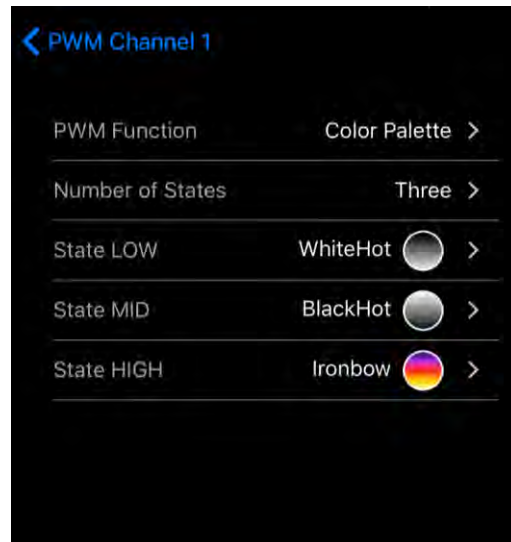 PWM Channel 1
PWM Function Color Palette
Number of States Three
State LOW WhiteHot
State MID BlackHot
State HIGH Ironbow